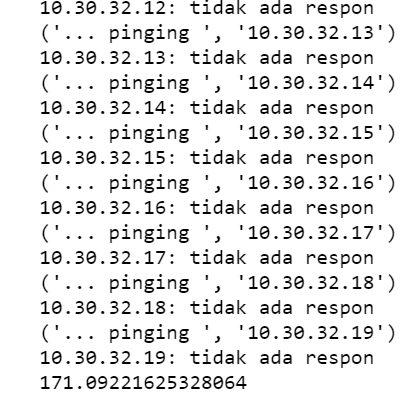 10.30.32.12: tidak ada respon
('... pinging ', '10.30.32.13')
10.30.32.13: tidak ada respon
('... pinging ', '10.30.32.14')
10.30.32.14: tidak ada respon
('... pinging ', '10.30.32.15')
10.30.32.15: tidak ada respon
('... pinging ', '10.30.32.16')
10.30.32.16: tidak ada respon
('... pinging ', '10.30.32.17')
10.30.32.17: tidak ada respon
('... pinging ', '10.30.32.18')
10.30.32.18: tidak ada respon
('... pinging ', '10.30.32.19')
10.30.32.19: tidak ada respon
171.09221625328064